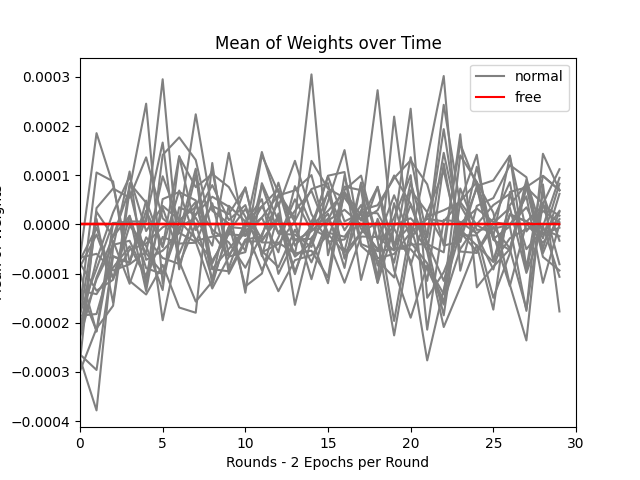 Mean of Weights over Time
normal
free
0.0003
0.0002
0.0001
0.0000
−0.0001
−0.0002
−0.0003
−0.0004
0 5 10 15 20 25 30
Rounds - 2 Epochs per Round